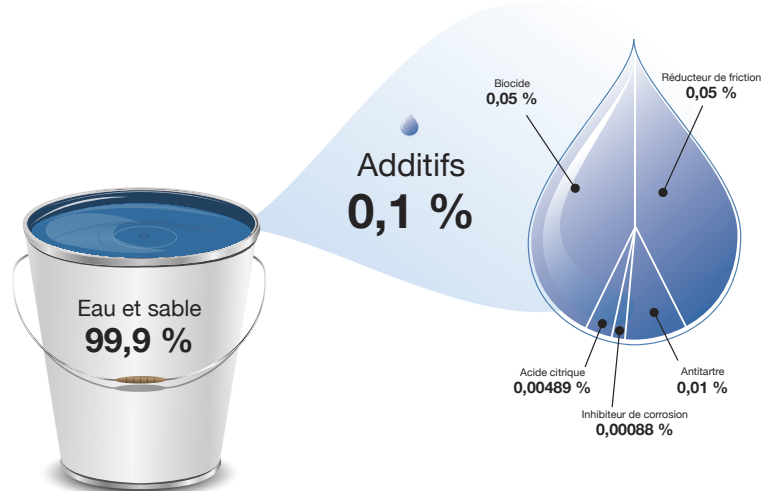 Additifs
0,1 %
Eau et sable
99,9 %
Biocide
0,05 %
Réducteur de friction
0,05 %
Acide citrique
0,00489 %
Inhibiteur de corrosion
0,00088 %
Antitartre
0,01 %